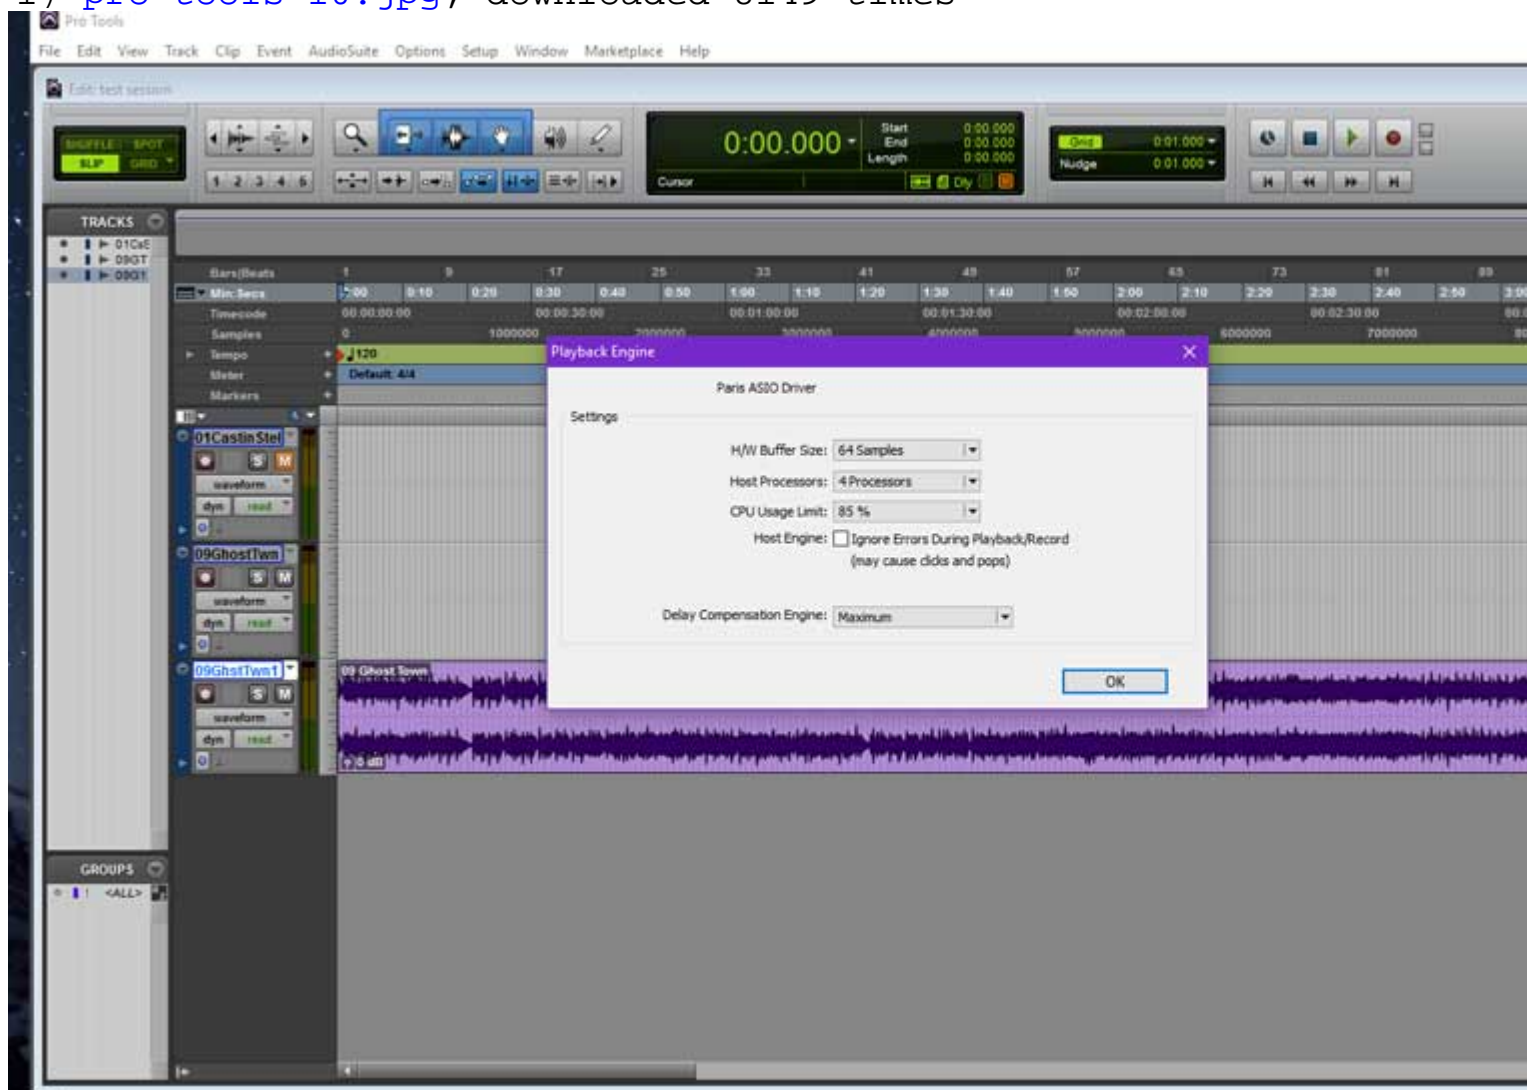 Pro Tools
File Edit View Track Clip Event AudioSuite Options Setup Window Marketplace Help
Edit: test session
SHUFFLE SPOT
SLIP GRID
1 2 3 4 5
0:00.000
Start 0:00.000
End 0:00.000
Length 0:00.000
Cursor
Dly
Grid 0:01.000
Nudge 0:01.000
TRACKS
01CsS
09GT
09G1
Bars|Beats 1 9 17 25 33 41 49 57 65 73 81 89
Min:Secs 0:00 0:10 0:20 0:30 0:40 0:50 1:00 1:10 1:20 1:30 1:40 1:50 2:00 2:10 2:20 2:30 2:40 2:50
Timecode 00:00:00:00 00:00:30:00 00:01:00:00 00:01:30:00 00:02:00:00 00:02:30:00
Samples 0 1000000 2000000 3000000 4000000 5000000 6000000 7000000
Tempo 120
Meter Default: 4/4
Markers
Playback Engine
Paris ASIO Driver
Settings
H/W Buffer Size: 64 Samples
Host Processors: 4 Processors
CPU Usage Limit: 85 %
Host Engine: Ignore Errors During Playback/Record
(may cause clicks and pops)
Delay Compensation Engine: Maximum
OK
01CastinStel
S M
waveform
dyn read
09GhostTwn
S M
waveform
dyn read
09GhstTwn1
S M
waveform
dyn read
09 Ghost Town
0 dB
GROUPS
! <ALL>